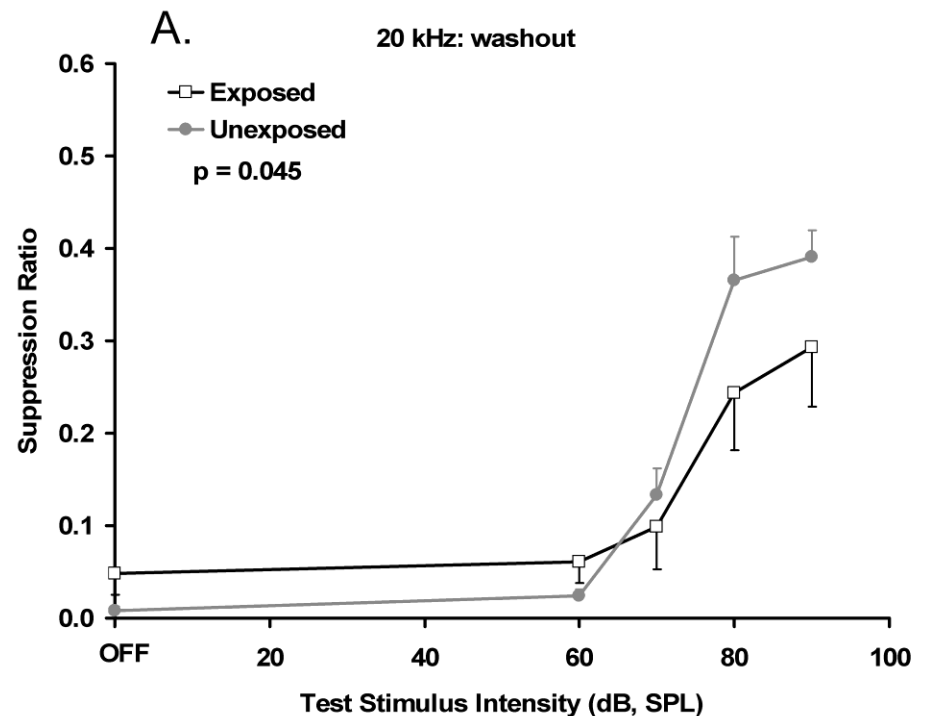 A.
20 kHz: washout
0.6
Exposed
Unexposed
0.5
p = 0.045
0.4
0.3
0.2
0.1
0.0
Suppression Ratio
OFF 20 40 60 80 100
Test Stimulus Intensity (dB, SPL)